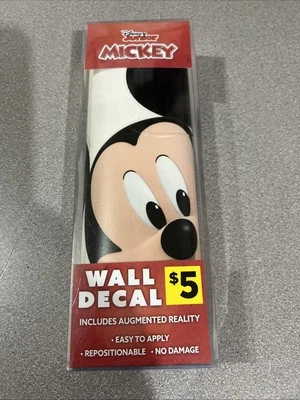 Disney
JUNIOR
MICKEY
WALL
DECAL
$5
INCLUDES AUGMENTED REALITY
• EASY TO APPLY
• REPOSITIONABLE • NO DAMAGE